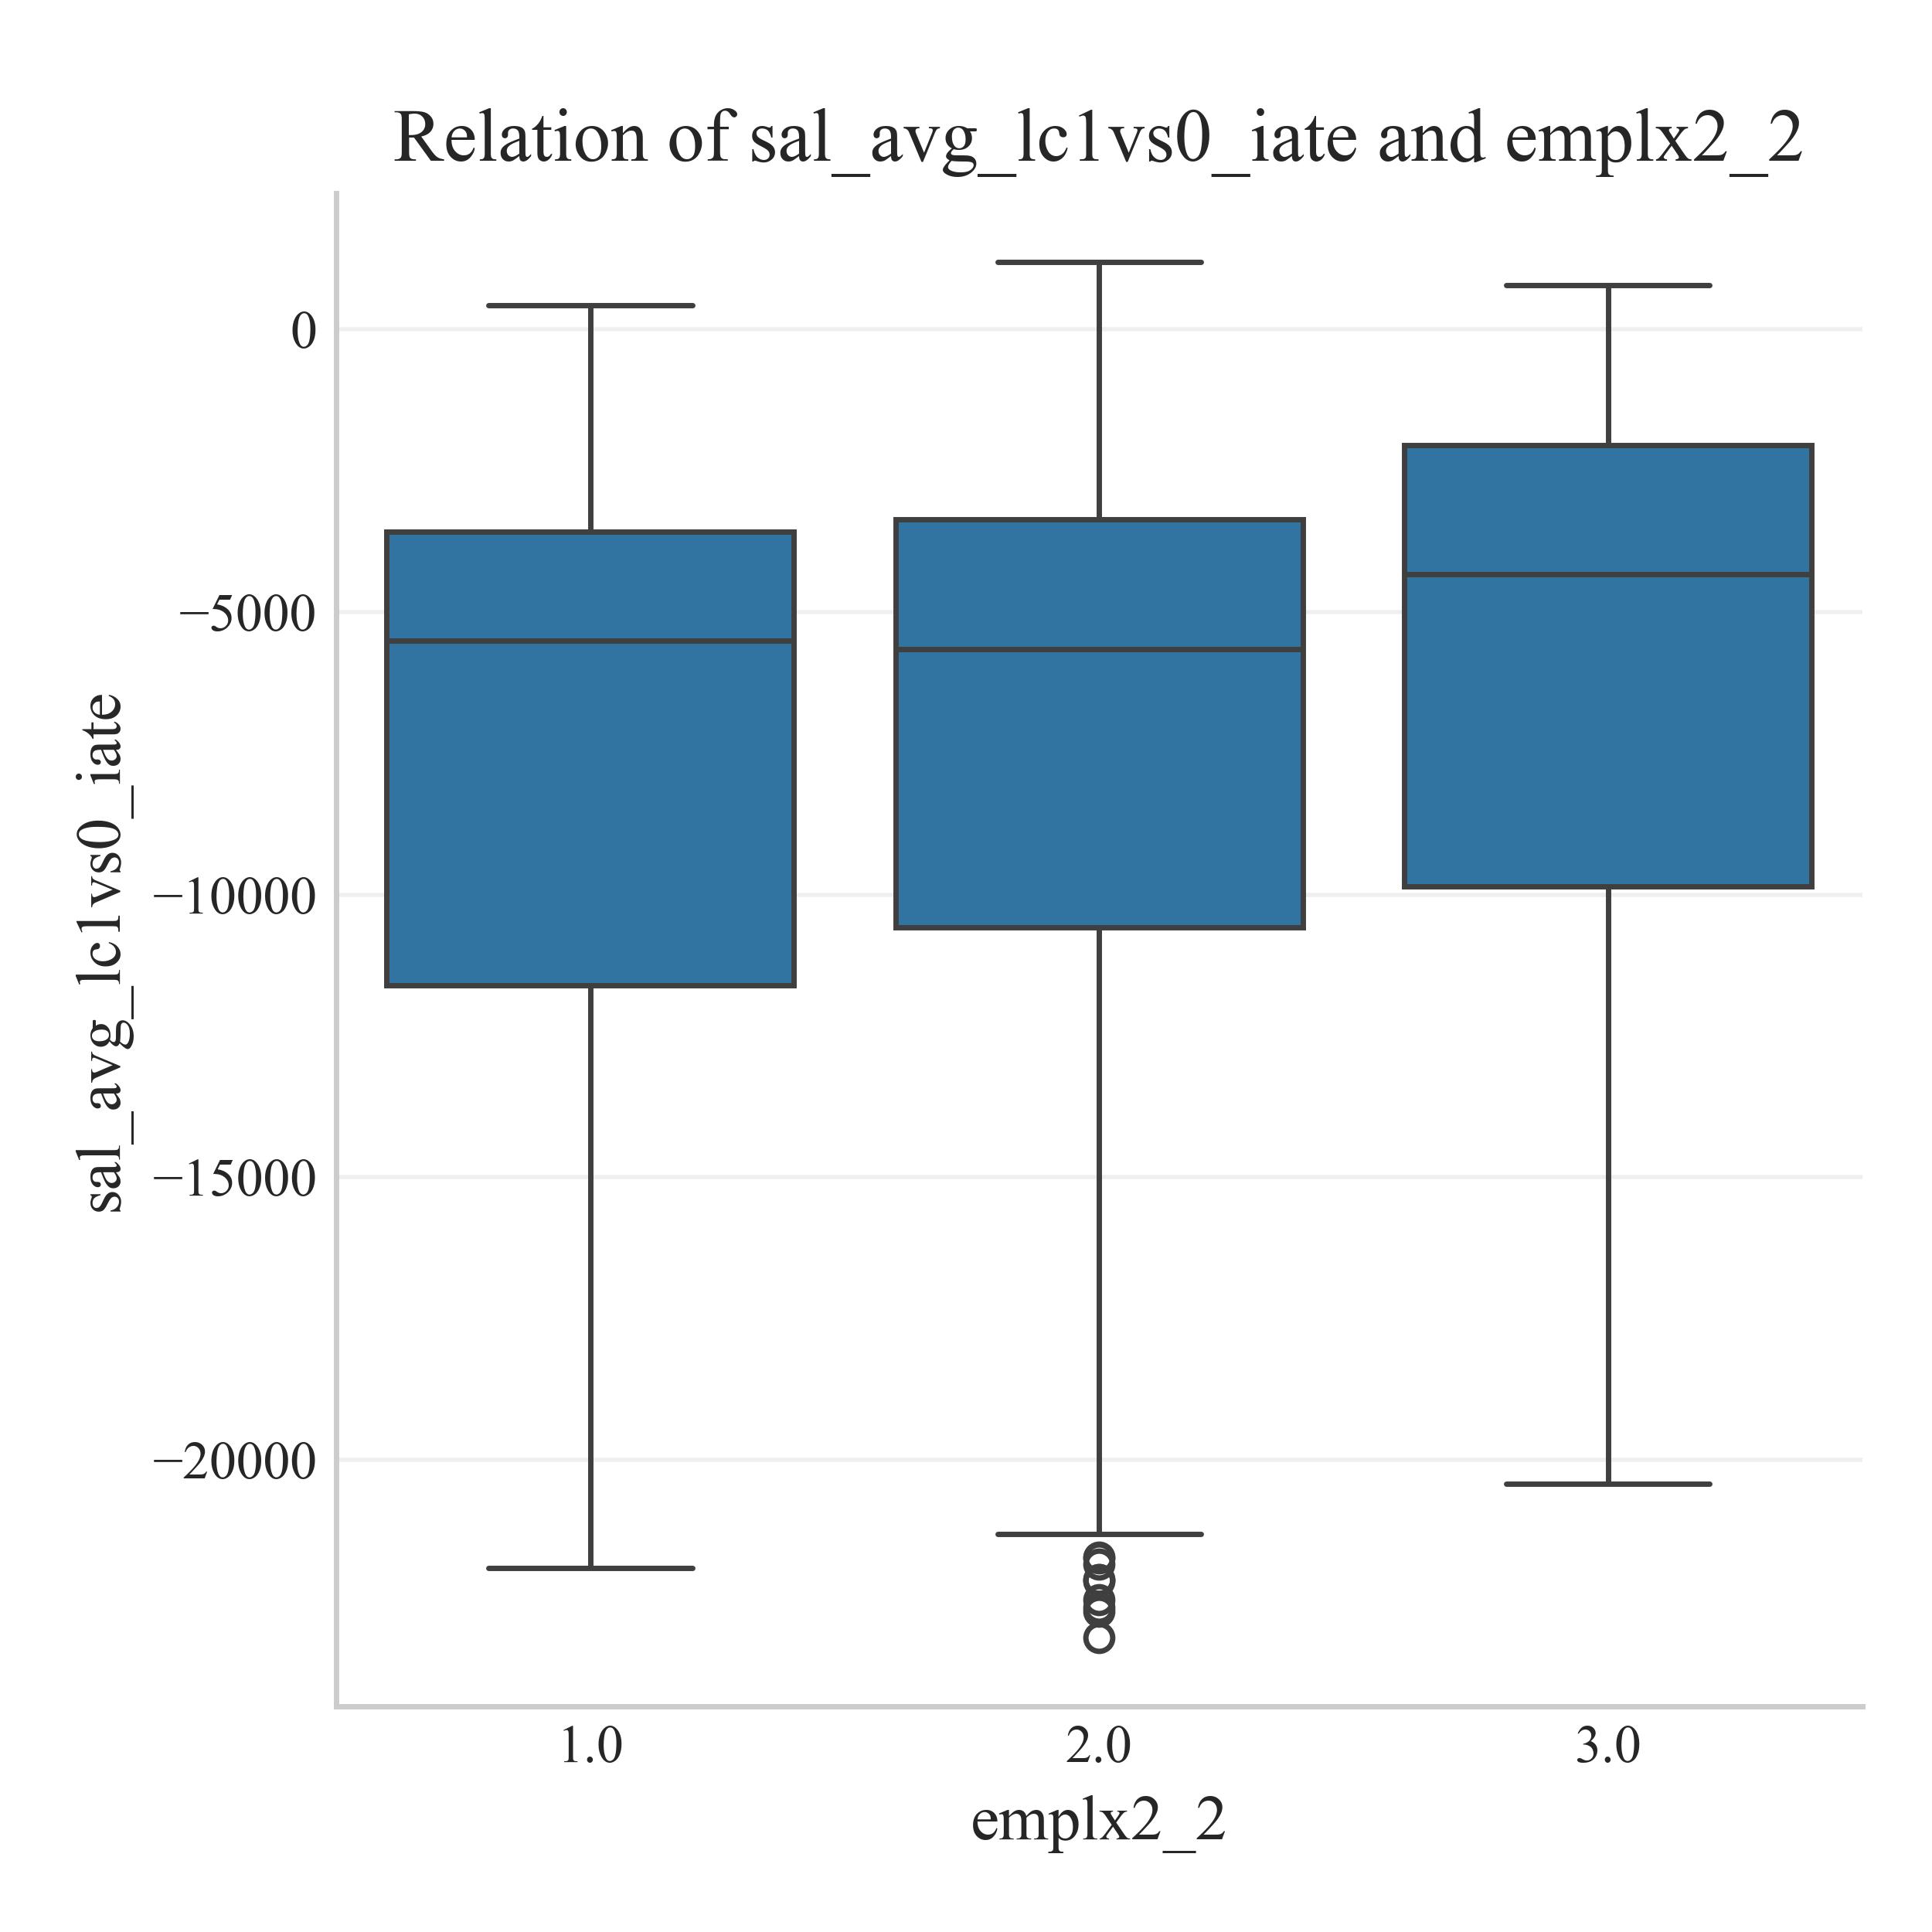 Relation of sal_avg_lc1vs0_iate and emplx2_2
sal_avg_lc1vs0_iate
0
−5000
−10000
−15000
−20000
1.0 2.0 3.0
emplx2_2